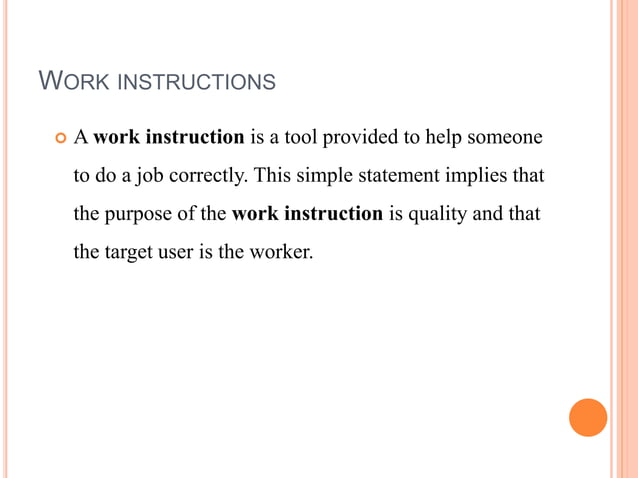 WORK INSTRUCTIONS
A work instruction is a tool provided to help someone
to do a job correctly. This simple statement implies that
the purpose of the work instruction is quality and that
the target user is the worker.